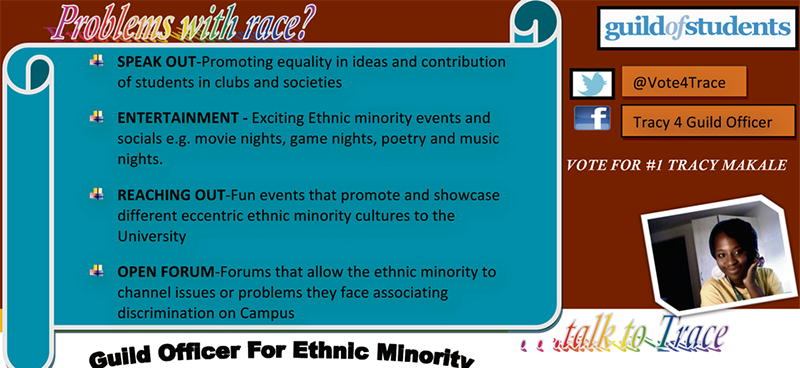 Problems with race?
SPEAK OUT-Promoting equality in ideas and contribution
of students in clubs and societies
ENTERTAINMENT - Exciting Ethnic minority events and
socials e.g. movie nights, game nights, poetry and music
nights.
REACHING OUT-Fun events that promote and showcase
different eccentric ethnic minority cultures to the
University
OPEN FORUM-Forums that allow the ethnic minority to
channel issues or problems they face associating
discrimination on Campus
Guild Officer For Ethnic Minority
guildofstudents
@Vote4Trace
Tracy 4 Guild Officer
VOTE FOR #1 TRACY MAKALE
talk to Trace